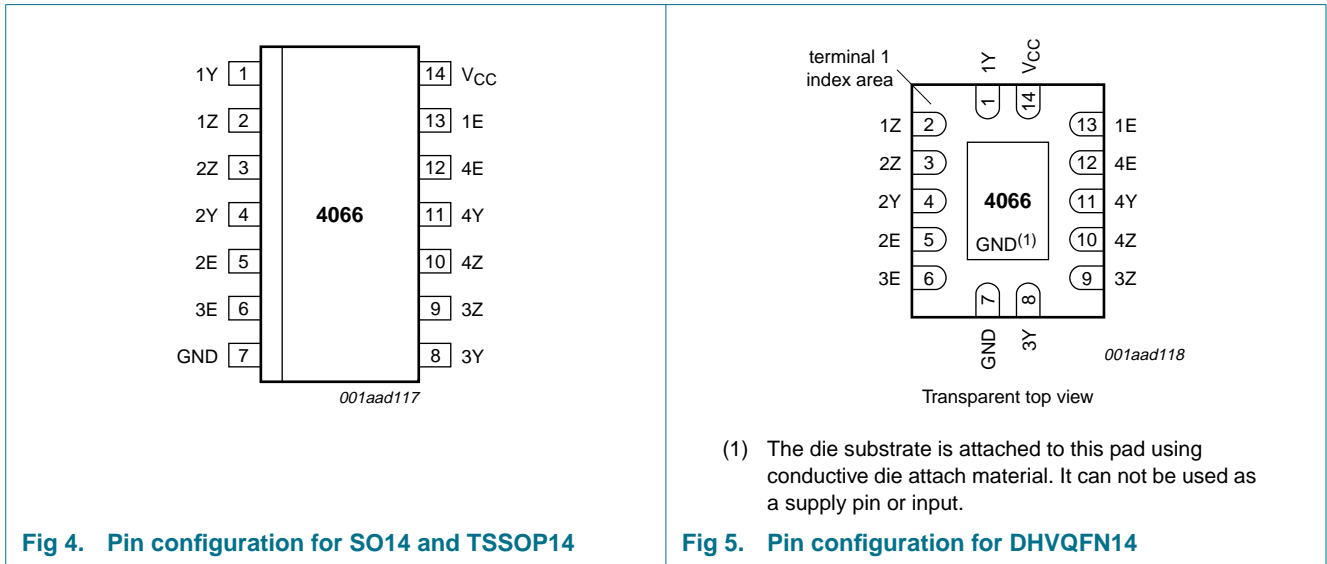 1Y 1 14 VCC
1Z 2 13 1E
2Z 3 12 4E
2Y 4 4066 11 4Y
2E 5 10 4Z
3E 6 9 3Z
GND 7 8 3Y
001aad117
Fig 4. Pin configuration for SO14 and TSSOP14
terminal 1
index area
1Y VCC
1 14
1Z 2 13 1E
2Z 3 12 4E
2Y 4 4066 11 4Y
2E 5 GND(1) 10 4Z
3E 6 9 3Z
7 8
GND 3Y
001aad118
Transparent top view
(1) The die substrate is attached to this pad using
conductive die attach material. It can not be used as
a supply pin or input.
Fig 5. Pin configuration for DHVQFN14